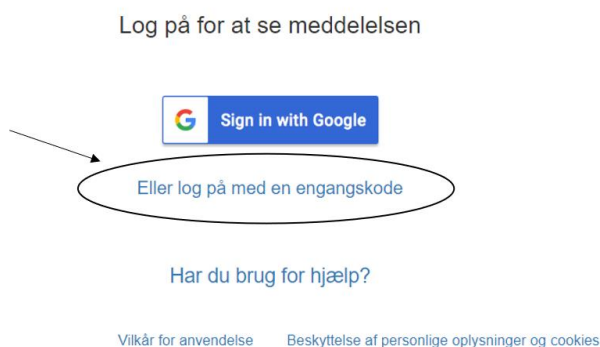 Log på for at se meddelelsen
Sign in with Google
Eller log på med en engangskode
Har du brug for hjælp?
Vilkår for anvendelse Beskyttelse af personlige oplysninger og cookies